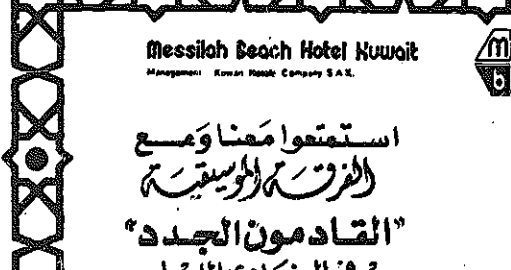 Messilah Beach Hotel Kuwait
Management Kuwait Hotels Company S.A.K.
استمتعوا معنا ومع
الفرقة الموسيقية
"القادمون الجدد"